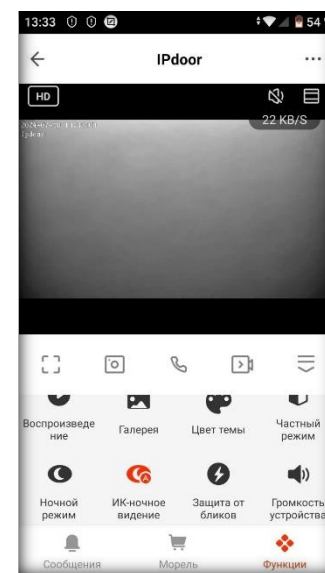 13:33
54
IPdoor
HD
22 KB/S
Воспроизведе
ние
Галерея
Цвет темы
Частный
режим
Ночной
режим
ИК-ночное
видение
Защита от
бликов
Громкость
устройства
Сообщения
Морель
Функции